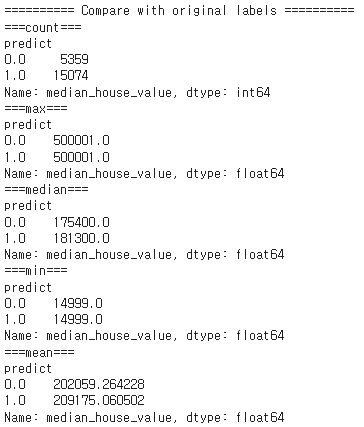 ========== Compare with original labels ==========
===count===
predict
0.0     5359
1.0    15074
Name: median_house_value, dtype: int64
===max===
predict
0.0    500001.0
1.0    500001.0
Name: median_house_value, dtype: float64
===median===
predict
0.0    175400.0
1.0    181300.0
Name: median_house_value, dtype: float64
===min===
predict
0.0    14999.0
1.0    14999.0
Name: median_house_value, dtype: float64
===mean===
predict
0.0    202059.264228
1.0    209175.060502
Name: median_house_value, dtype: float64